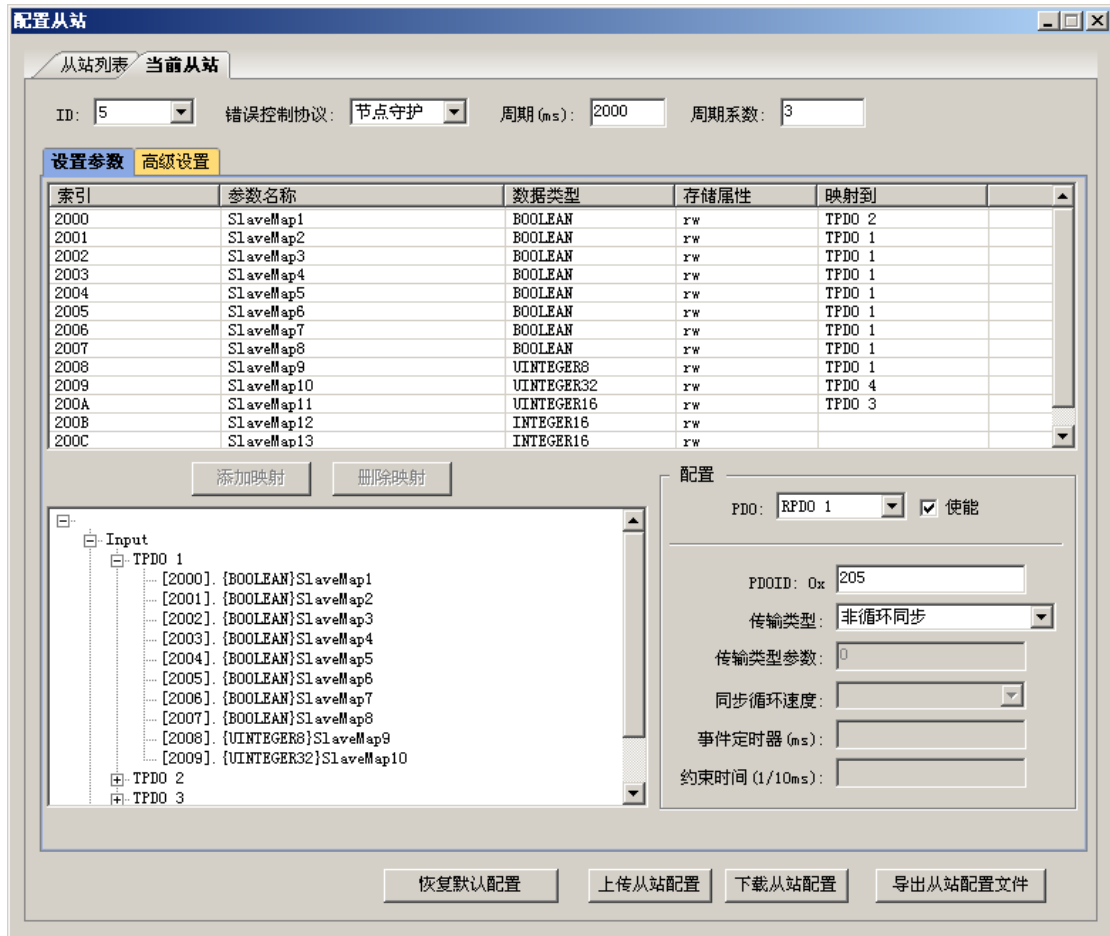 配置从站
从站列表 当前从站
ID: 5 错误控制协议: 节点守护 周期(ms): 2000 周期系数: 3
设置参数 高级设置
索引 参数名称 数据类型 存储属性 映射到
2000 SlaveMap1 BOOLEAN rw TPDO 2
2001 SlaveMap2 BOOLEAN rw TPDO 1
2002 SlaveMap3 BOOLEAN rw TPDO 1
2003 SlaveMap4 BOOLEAN rw TPDO 1
2004 SlaveMap5 BOOLEAN rw TPDO 1
2005 SlaveMap6 BOOLEAN rw TPDO 1
2006 SlaveMap7 BOOLEAN rw TPDO 1
2007 SlaveMap8 BOOLEAN rw TPDO 1
2008 SlaveMap9 UINTEGER8 rw TPDO 1
2009 SlaveMap10 UINTEGER32 rw TPDO 4
200A SlaveMap11 UINTEGER16 rw TPDO 3
200B SlaveMap12 INTEGER16 rw
200C SlaveMap13 INTEGER16 rw
添加映射 删除映射
Input
TPDO 1
[2000].{BOOLEAN}SlaveMap1
[2001].{BOOLEAN}SlaveMap2
[2002].{BOOLEAN}SlaveMap3
[2003].{BOOLEAN}SlaveMap4
[2004].{BOOLEAN}SlaveMap5
[2005].{BOOLEAN}SlaveMap6
[2006].{BOOLEAN}SlaveMap7
[2007].{BOOLEAN}SlaveMap8
[2008].{UINTEGER8}SlaveMap9
[2009].{UINTEGER32}SlaveMap10
TPDO 2
TPDO 3
配置
PDO: RPDO 1 使能
PDOID: 0x 205
传输类型: 非循环同步
传输类型参数: 0
同步循环速度:
事件定时器(ms):
约束时间(1/10ms):
恢复默认配置 上传从站配置 下载从站配置 导出从站配置文件